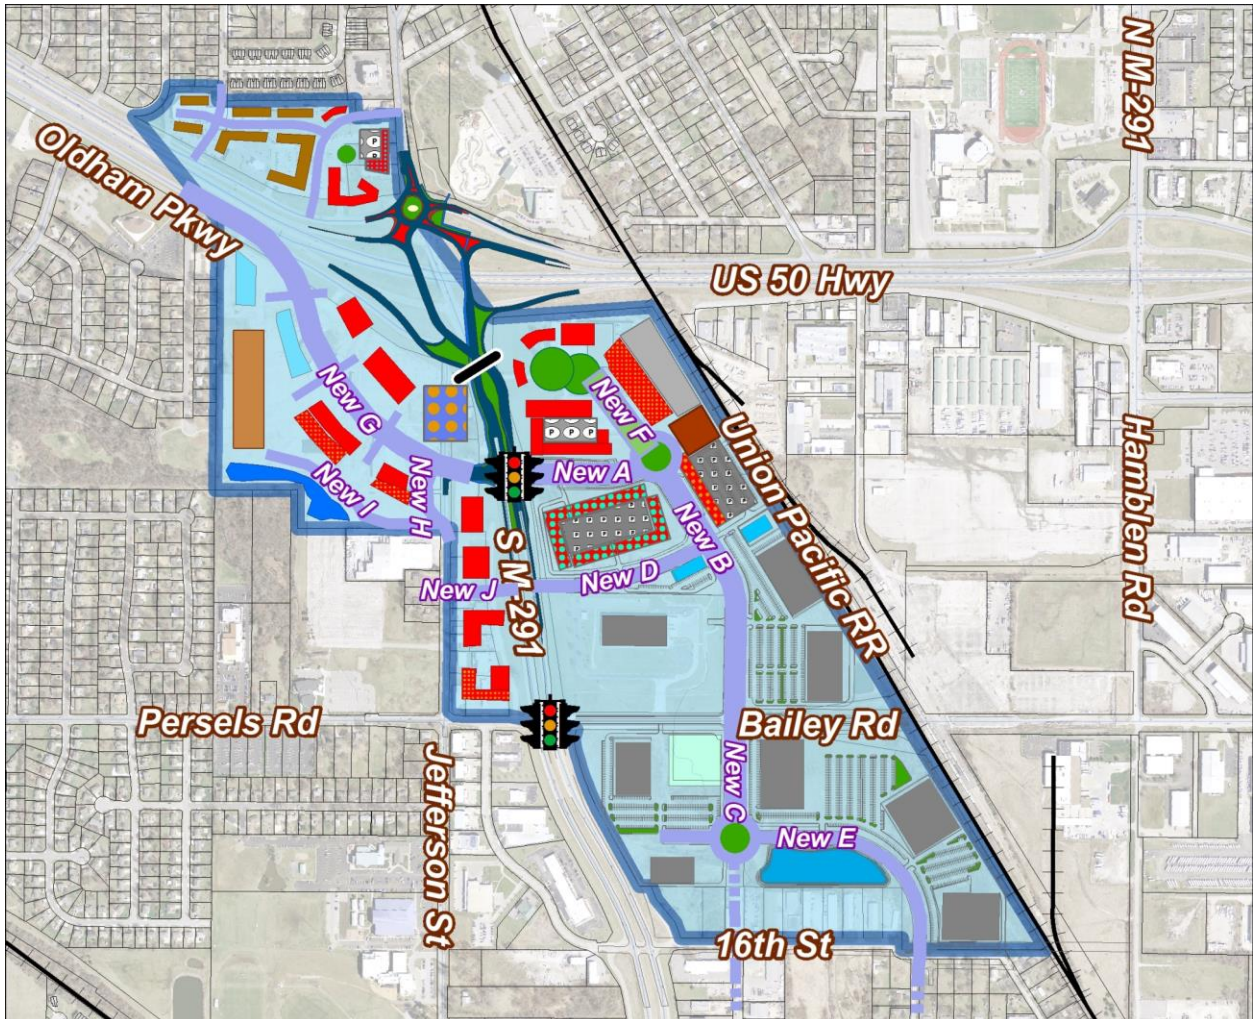 N M-291
Oldham Pkwy
US 50 Hwy
P
P
New G
New F
P P P
Union Pacific RR
Hamblen Rd
New A
New H
New I
New B
S M-291
New D
New J
Persels Rd
Bailey Rd
Jefferson St
New C
New E
16th St